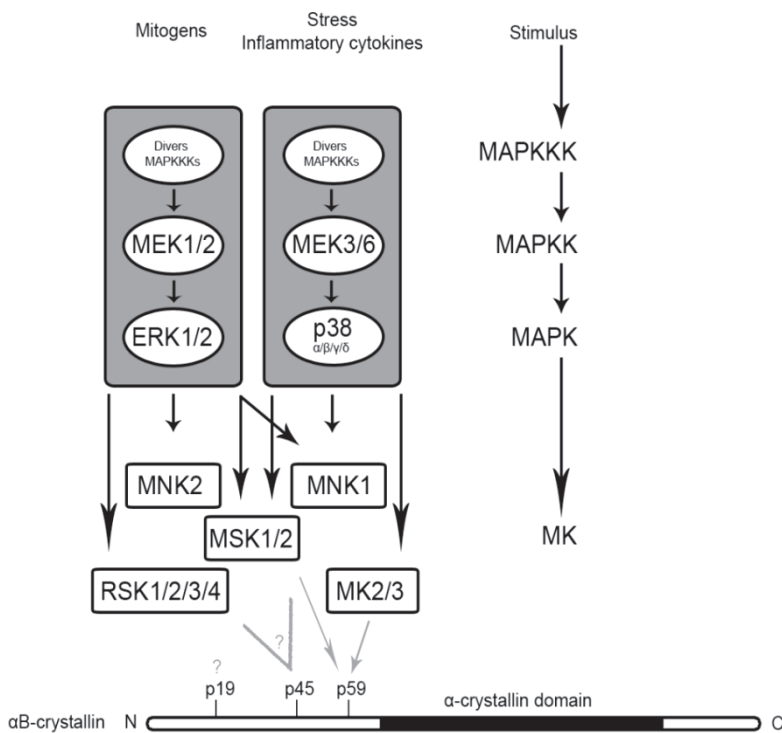 Mitogens
Stress
Inflammatory cytokines
Stimulus
Divers
MAPKKKs
Divers
MAPKKKs
MAPKKK
MEK1/2
MEK3/6
MAPKK
ERK1/2
p38
α/β/γ/δ
MAPK
MNK2
MNK1
MSK1/2
MK
RSK1/2/3/4
MK2/3
?
?
p19
p45
p59
α-crystallin domain
αB-crystallin N
C